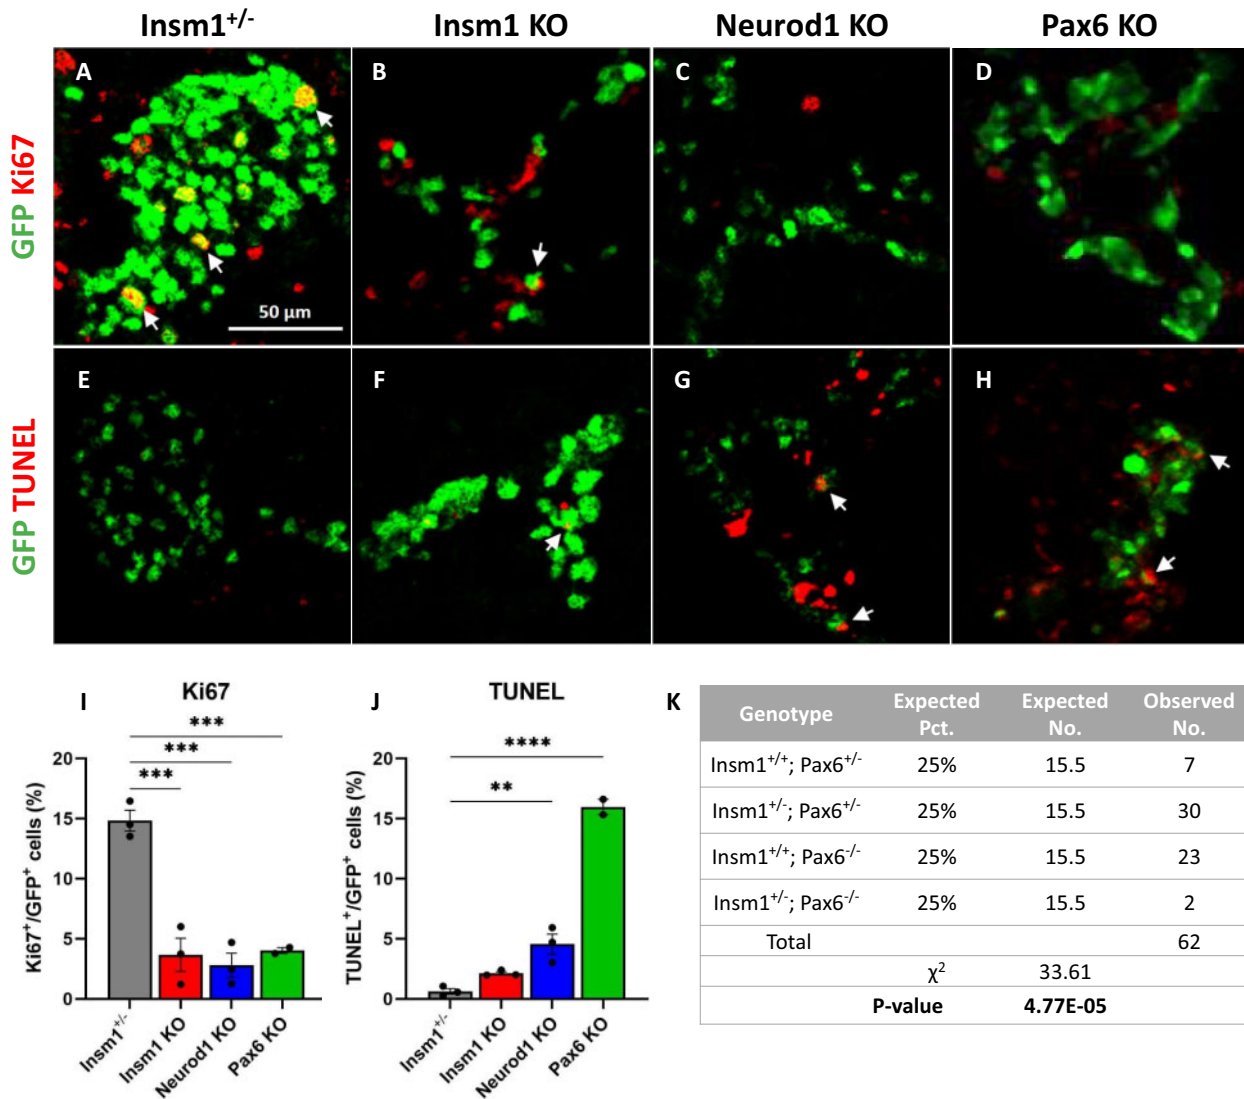 Insm1+/- Insm1 KO Neurod1 KO Pax6 KO
GFP Ki67
A B C D
50 μm
GFP TUNEL
E F G H
I Ki67
***
***
***
Ki67+/GFP+ cells (%)
20
15
10
5
0
Insm1+/-
Insm1 KO
Neurod1 KO
Pax6 KO
J TUNEL
****
**
TUNEL+/GFP+ cells (%)
20
15
10
5
0
Insm1+/-
Insm1 KO
Neurod1 KO
Pax6 KO
K
Genotype Expected Pct. Expected No. Observed No.
Insm1+/+; Pax6+/- 25% 15.5 7
Insm1+/-; Pax6+/- 25% 15.5 30
Insm1+/+; Pax6-/- 25% 15.5 23
Insm1+/-; Pax6-/- 25% 15.5 2
Total 62
χ2 33.61
P-value 4.77E-05